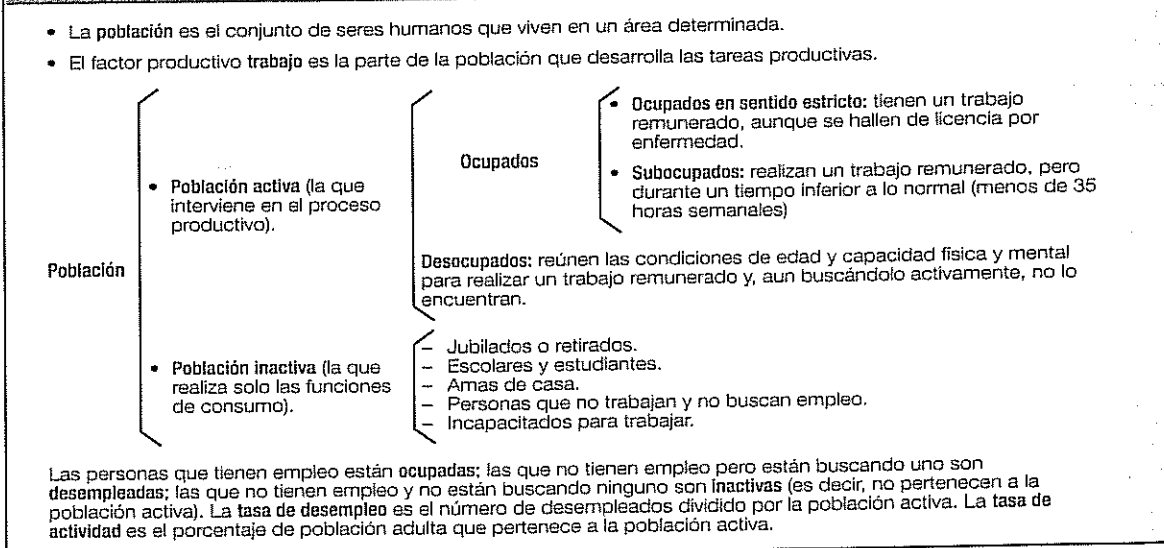 • La población es el conjunto de seres humanos que viven en un área determinada.
• El factor productivo trabajo es la parte de la población que desarrolla las tareas productivas.
Población
• Población activa (la que
interviene en el proceso
productivo).
Ocupados
• Ocupados en sentido estricto: tienen un trabajo
remunerado, aunque se hallen de licencia por
enfermedad.
• Subocupados: realizan un trabajo remunerado, pero
durante un tiempo inferior a lo normal (menos de 35
horas semanales)
Desocupados: reúnen las condiciones de edad y capacidad física y mental
para realizar un trabajo remunerado y, aun buscándolo activamente, no lo
encuentran.
• Población inactiva (la que
realiza solo las funciones
de consumo).
– Jubilados o retirados.
– Escolares y estudiantes.
– Amas de casa.
– Personas que no trabajan y no buscan empleo.
– Incapacitados para trabajar.
Las personas que tienen empleo están ocupadas; las que no tienen empleo pero están buscando uno son
desempleadas; las que no tienen empleo y no están buscando ninguno son inactivas (es decir, no pertenecen a la
población activa). La tasa de desempleo es el número de desempleados dividido por la población activa. La tasa de
actividad es el porcentaje de población adulta que pertenece a la población activa.